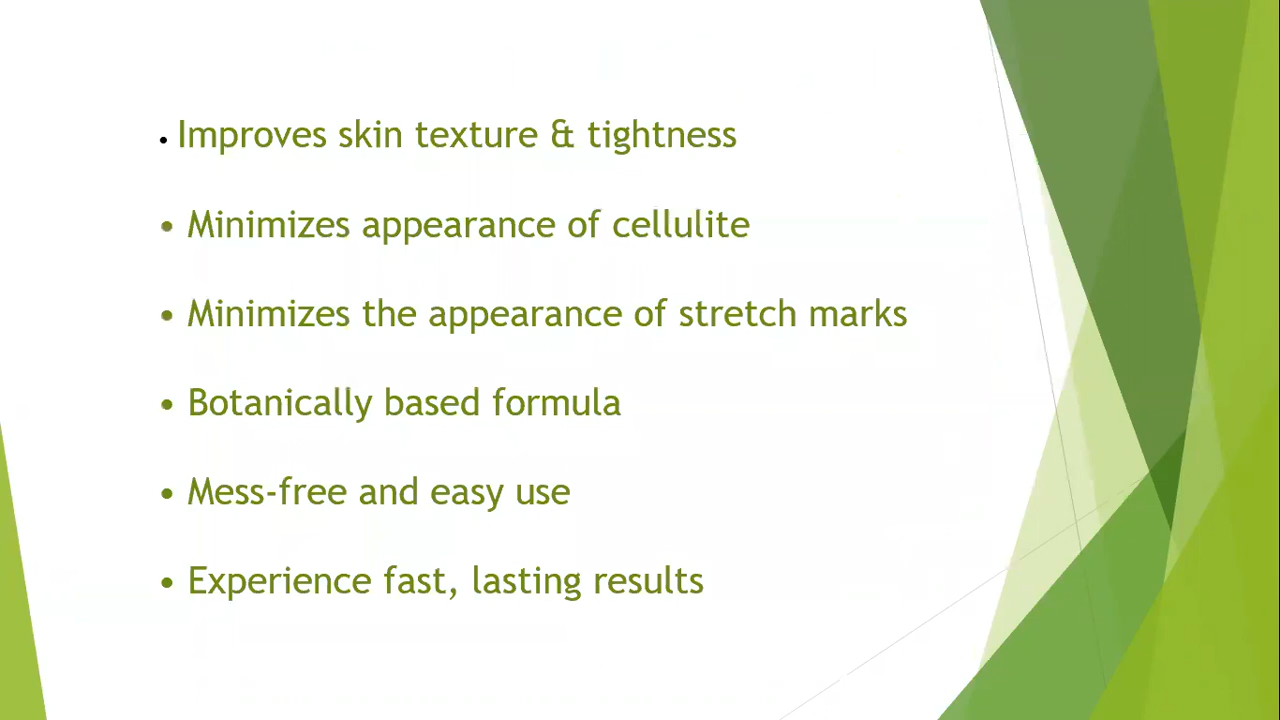 • Improves skin texture & tightness
• Minimizes appearance of cellulite
• Minimizes the appearance of stretch marks
• Botanically based formula
• Mess-free and easy use
• Experience fast, lasting results